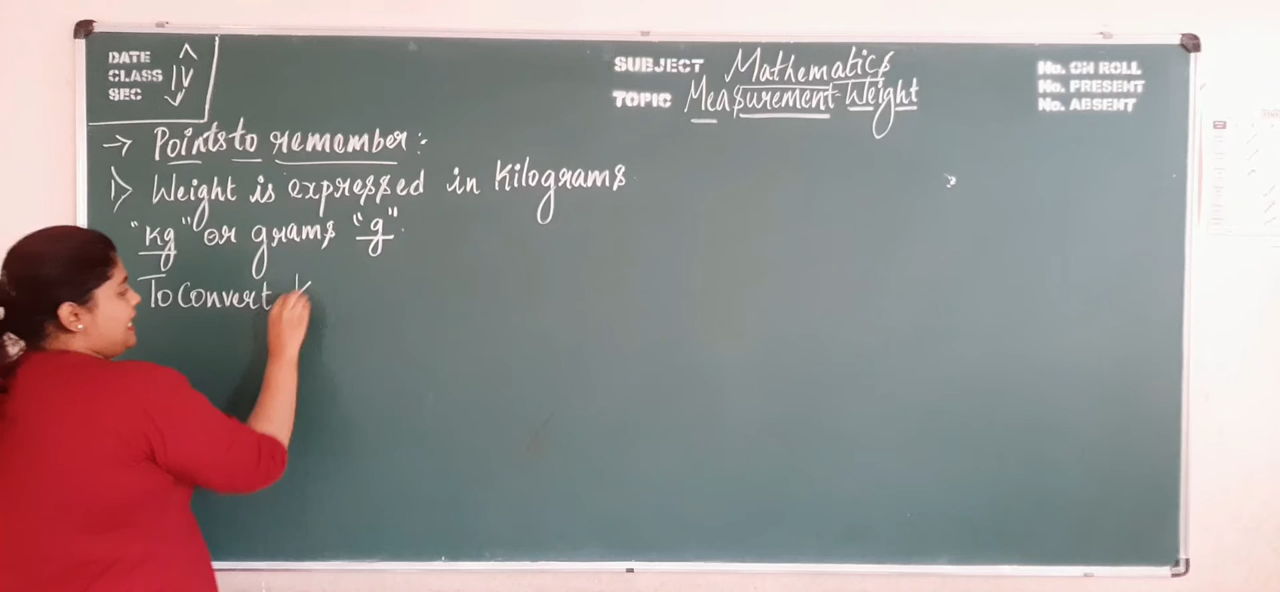 DATE
CLASS IV
SEC
SUBJECT Mathematics
TOPIC Measurement-Weight
No. ON ROLL
No. PRESENT
No. ABSENT
→ Points to remember:-
1) Weight is expressed in Kilograms
"Kg" or grams "g".
To Convert K